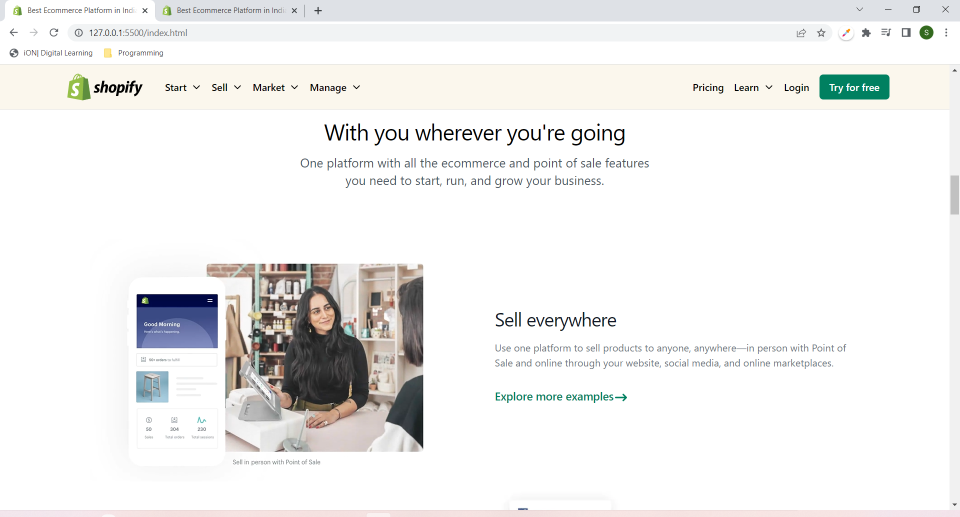 Best Ecommerce Platform in Indi
Best Ecommerce Platform in Indi
127.0.0.1:5500/index.html
S
iON| Digital Learning
Programming
shopify
Start
Sell
Market
Manage
Pricing
Learn
Login
Try for free
With you wherever you're going
One platform with all the ecommerce and point of sale features
you need to start, run, and grow your business.
Good Morning
50
304
230
Total orders
Sell in person with Point of Sale
Sell everywhere
Use one platform to sell products to anyone, anywhere—in person with Point of
Sale and online through your website, social media, and online marketplaces.
Explore more examples